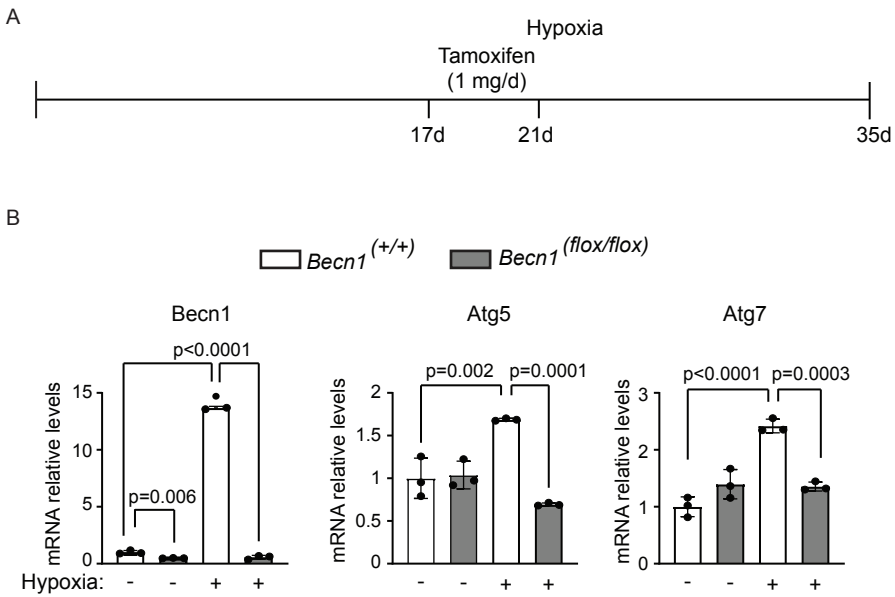 A
Hypoxia
Tamoxifen
(1 mg/d)
17d
21d
35d
B
Becn1 (+/+)
Becn1 (flox/flox)
Becn1
Atg5
Atg7
p<0.0001
p=0.006
mRNA relative levels
15
10
5
0
p=0.002
p=0.0001
mRNA relative levels
2
1.5
1
0.5
0
p<0.0001
p=0.0003
mRNA relative levels
3
2
1
0
Hypoxia: - - + + - - + + - - + +